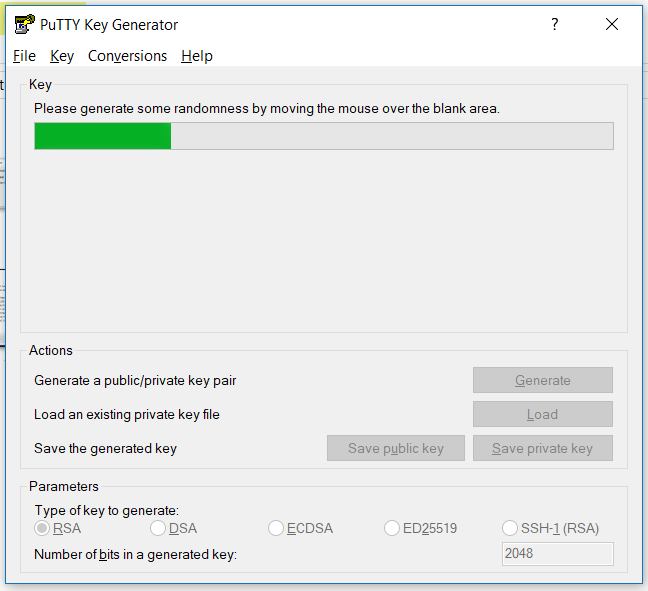 PuTTY Key Generator ?
File Key Conversions Help
Key
Please generate some randomness by moving the mouse over the blank area.
Actions
Generate a public/private key pair Generate
Load an existing private key file Load
Save the generated key Save public key Save private key
Parameters
Type of key to generate:
RSA DSA ECDSA ED25519 SSH-1 (RSA)
Number of bits in a generated key: 2048